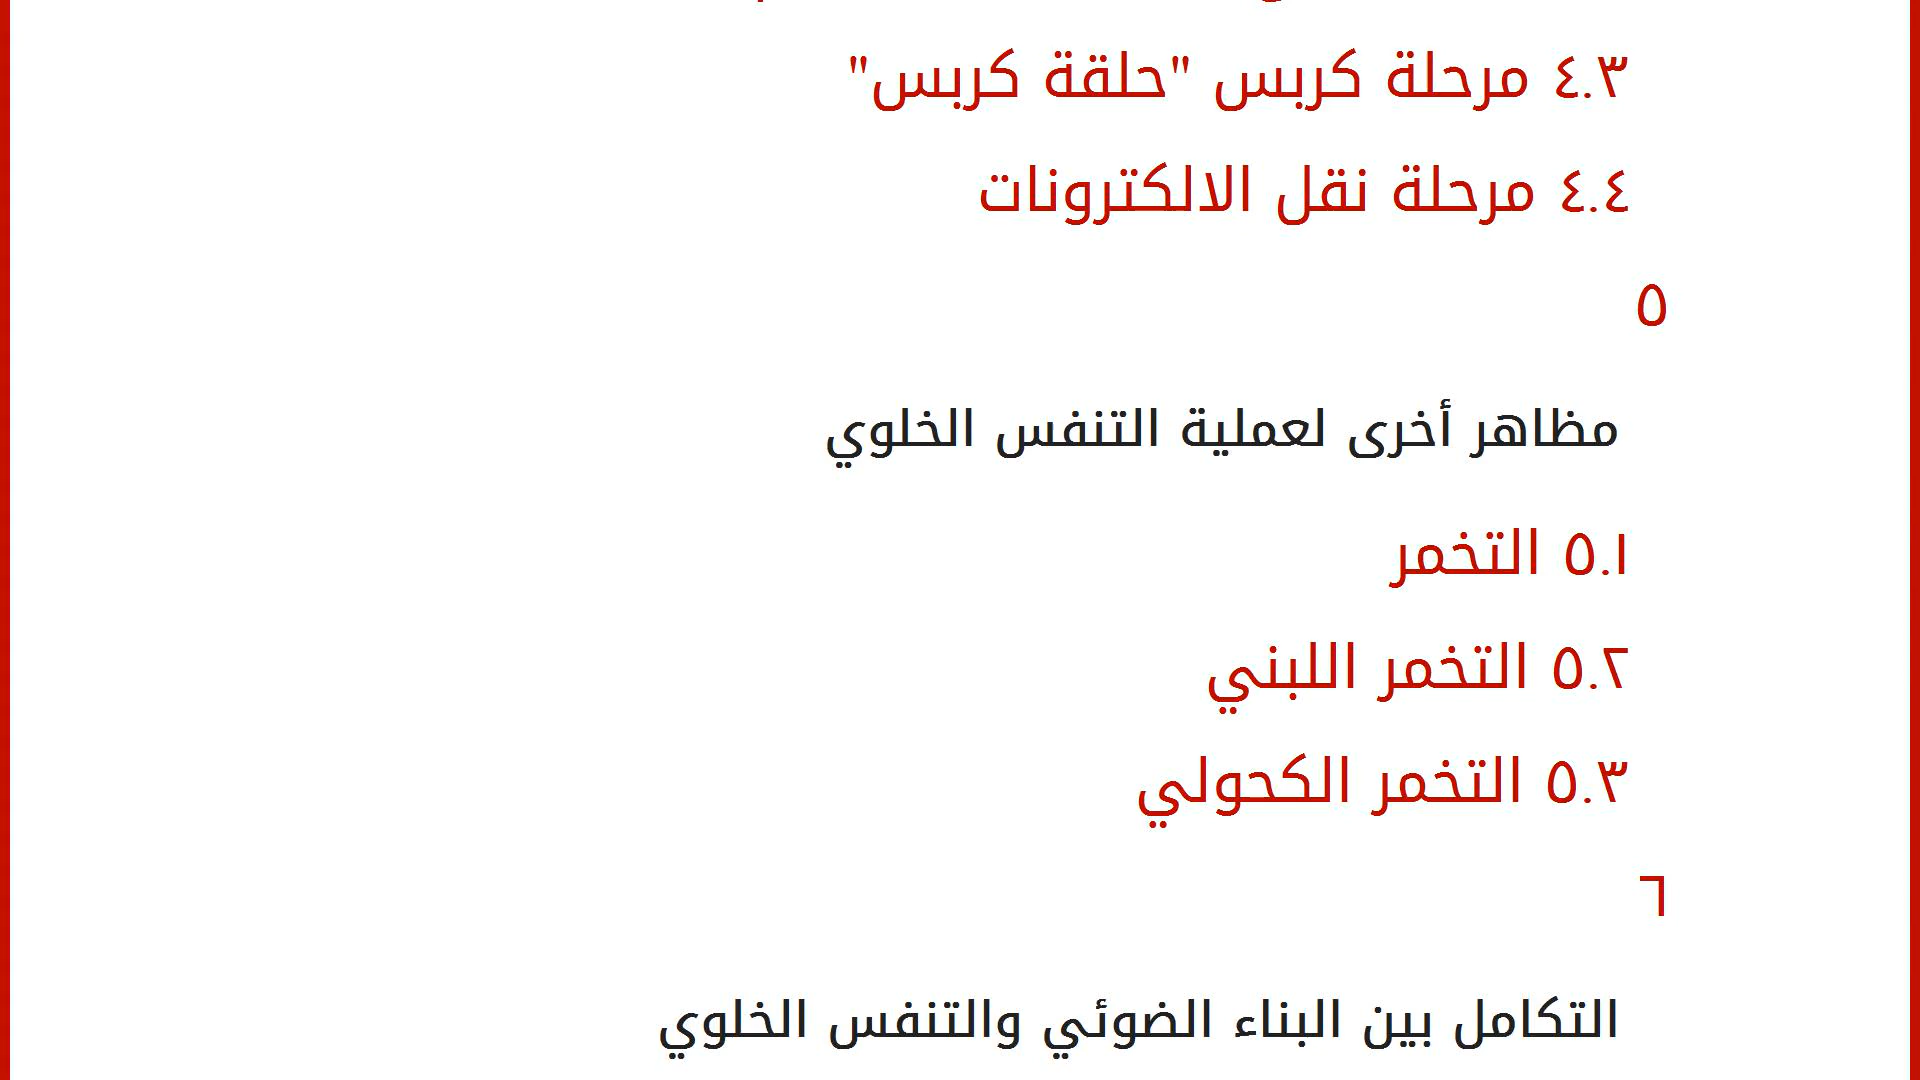 ٤.٣ مرحلة كربس "حلقة كربس"
٤.٤ مرحلة نقل الالكترونات
٥
مظاهر أخرى لعملية التنفس الخلوي
٥.١ التخمر
٥.٢ التخمر اللبني
٥.٣ التخمر الكحولي
٦
التكامل بين البناء الضوئي والتنفس الخلوي